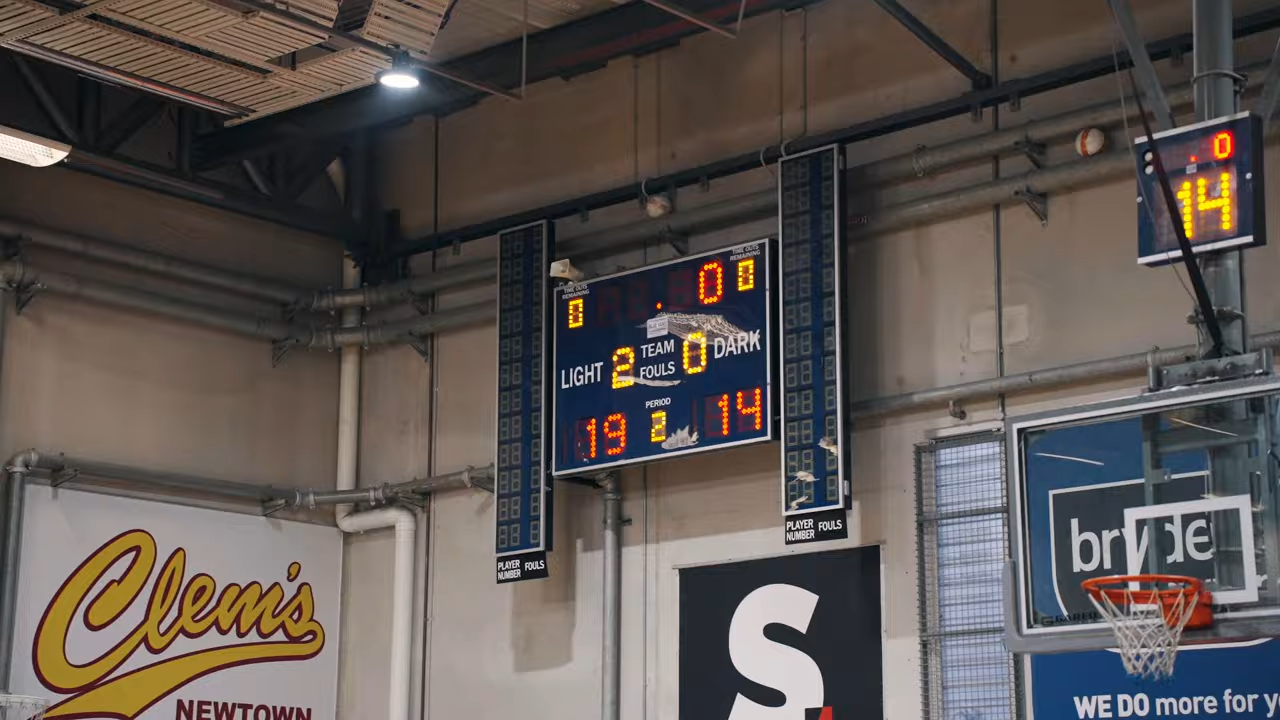 0
14
TIME OUTS
REMAINING
TIME OUTS
REMAINING
0
. 0
0
LIGHT
2
TEAM
FOULS
0
DARK
PERIOD
19
2
14
PLAYER
NUMBER
FOULS
PLAYER
NUMBER
FOULS
Clem's
NEWTOWN
S
bryde
WE DO more for y